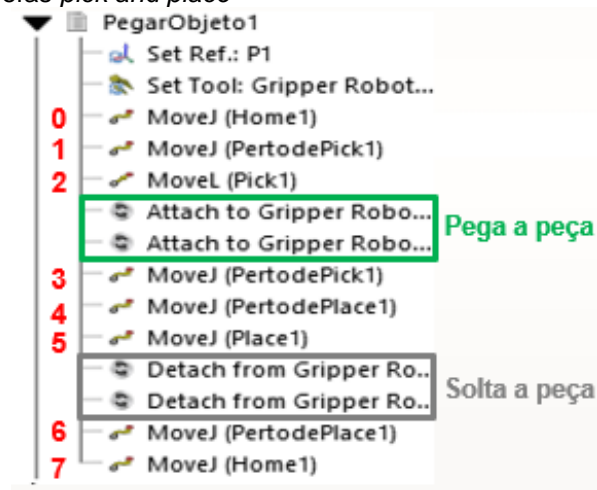 elas pick and place
PegarObjeto1
Set Ref.: P1
Set Tool: Gripper Robot...
0 MoveJ (Home1)
1 MoveJ (PertodePick1)
2 MoveL (Pick1)
Attach to Gripper Robo...
Attach to Gripper Robo...
Pega a peça
3 MoveJ (PertodePick1)
4 MoveJ (PertodePlace1)
5 MoveJ (Place1)
Detach from Gripper Ro..
Detach from Gripper Ro..
Solta a peça
6 MoveJ (PertodePlace1)
7 MoveJ (Home1)